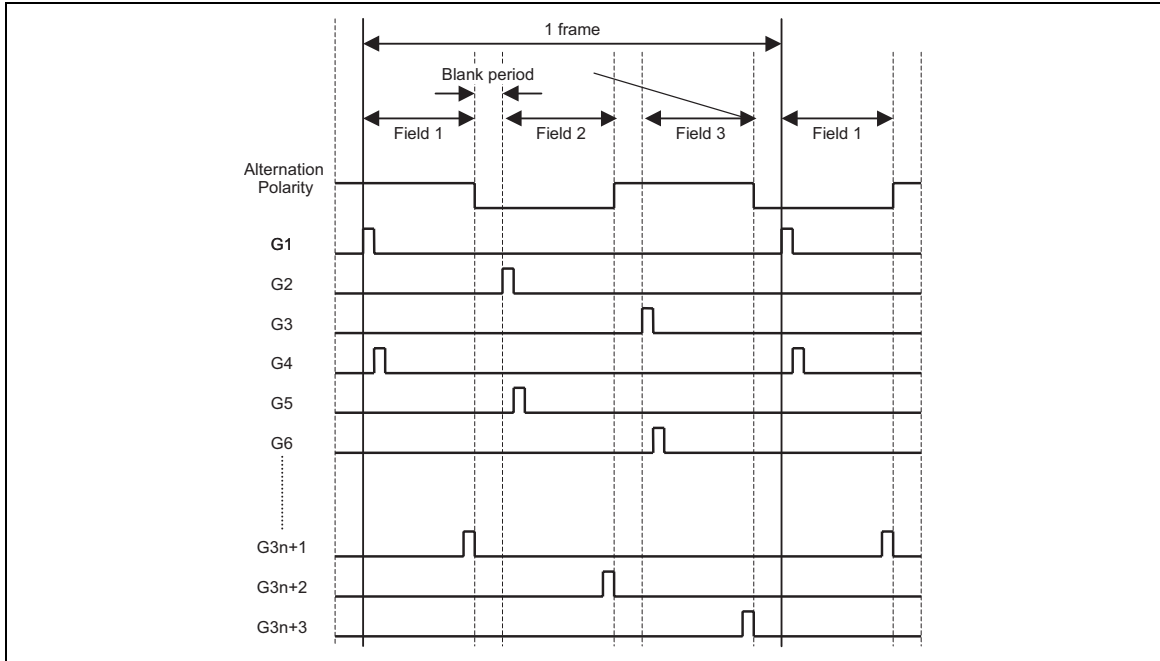 1 frame
Blank period
Field 1
Field 2
Field 3
Field 1
Alternation
Polarity
G1
G2
G3
G4
G5
G6
G3n+1
G3n+2
G3n+3